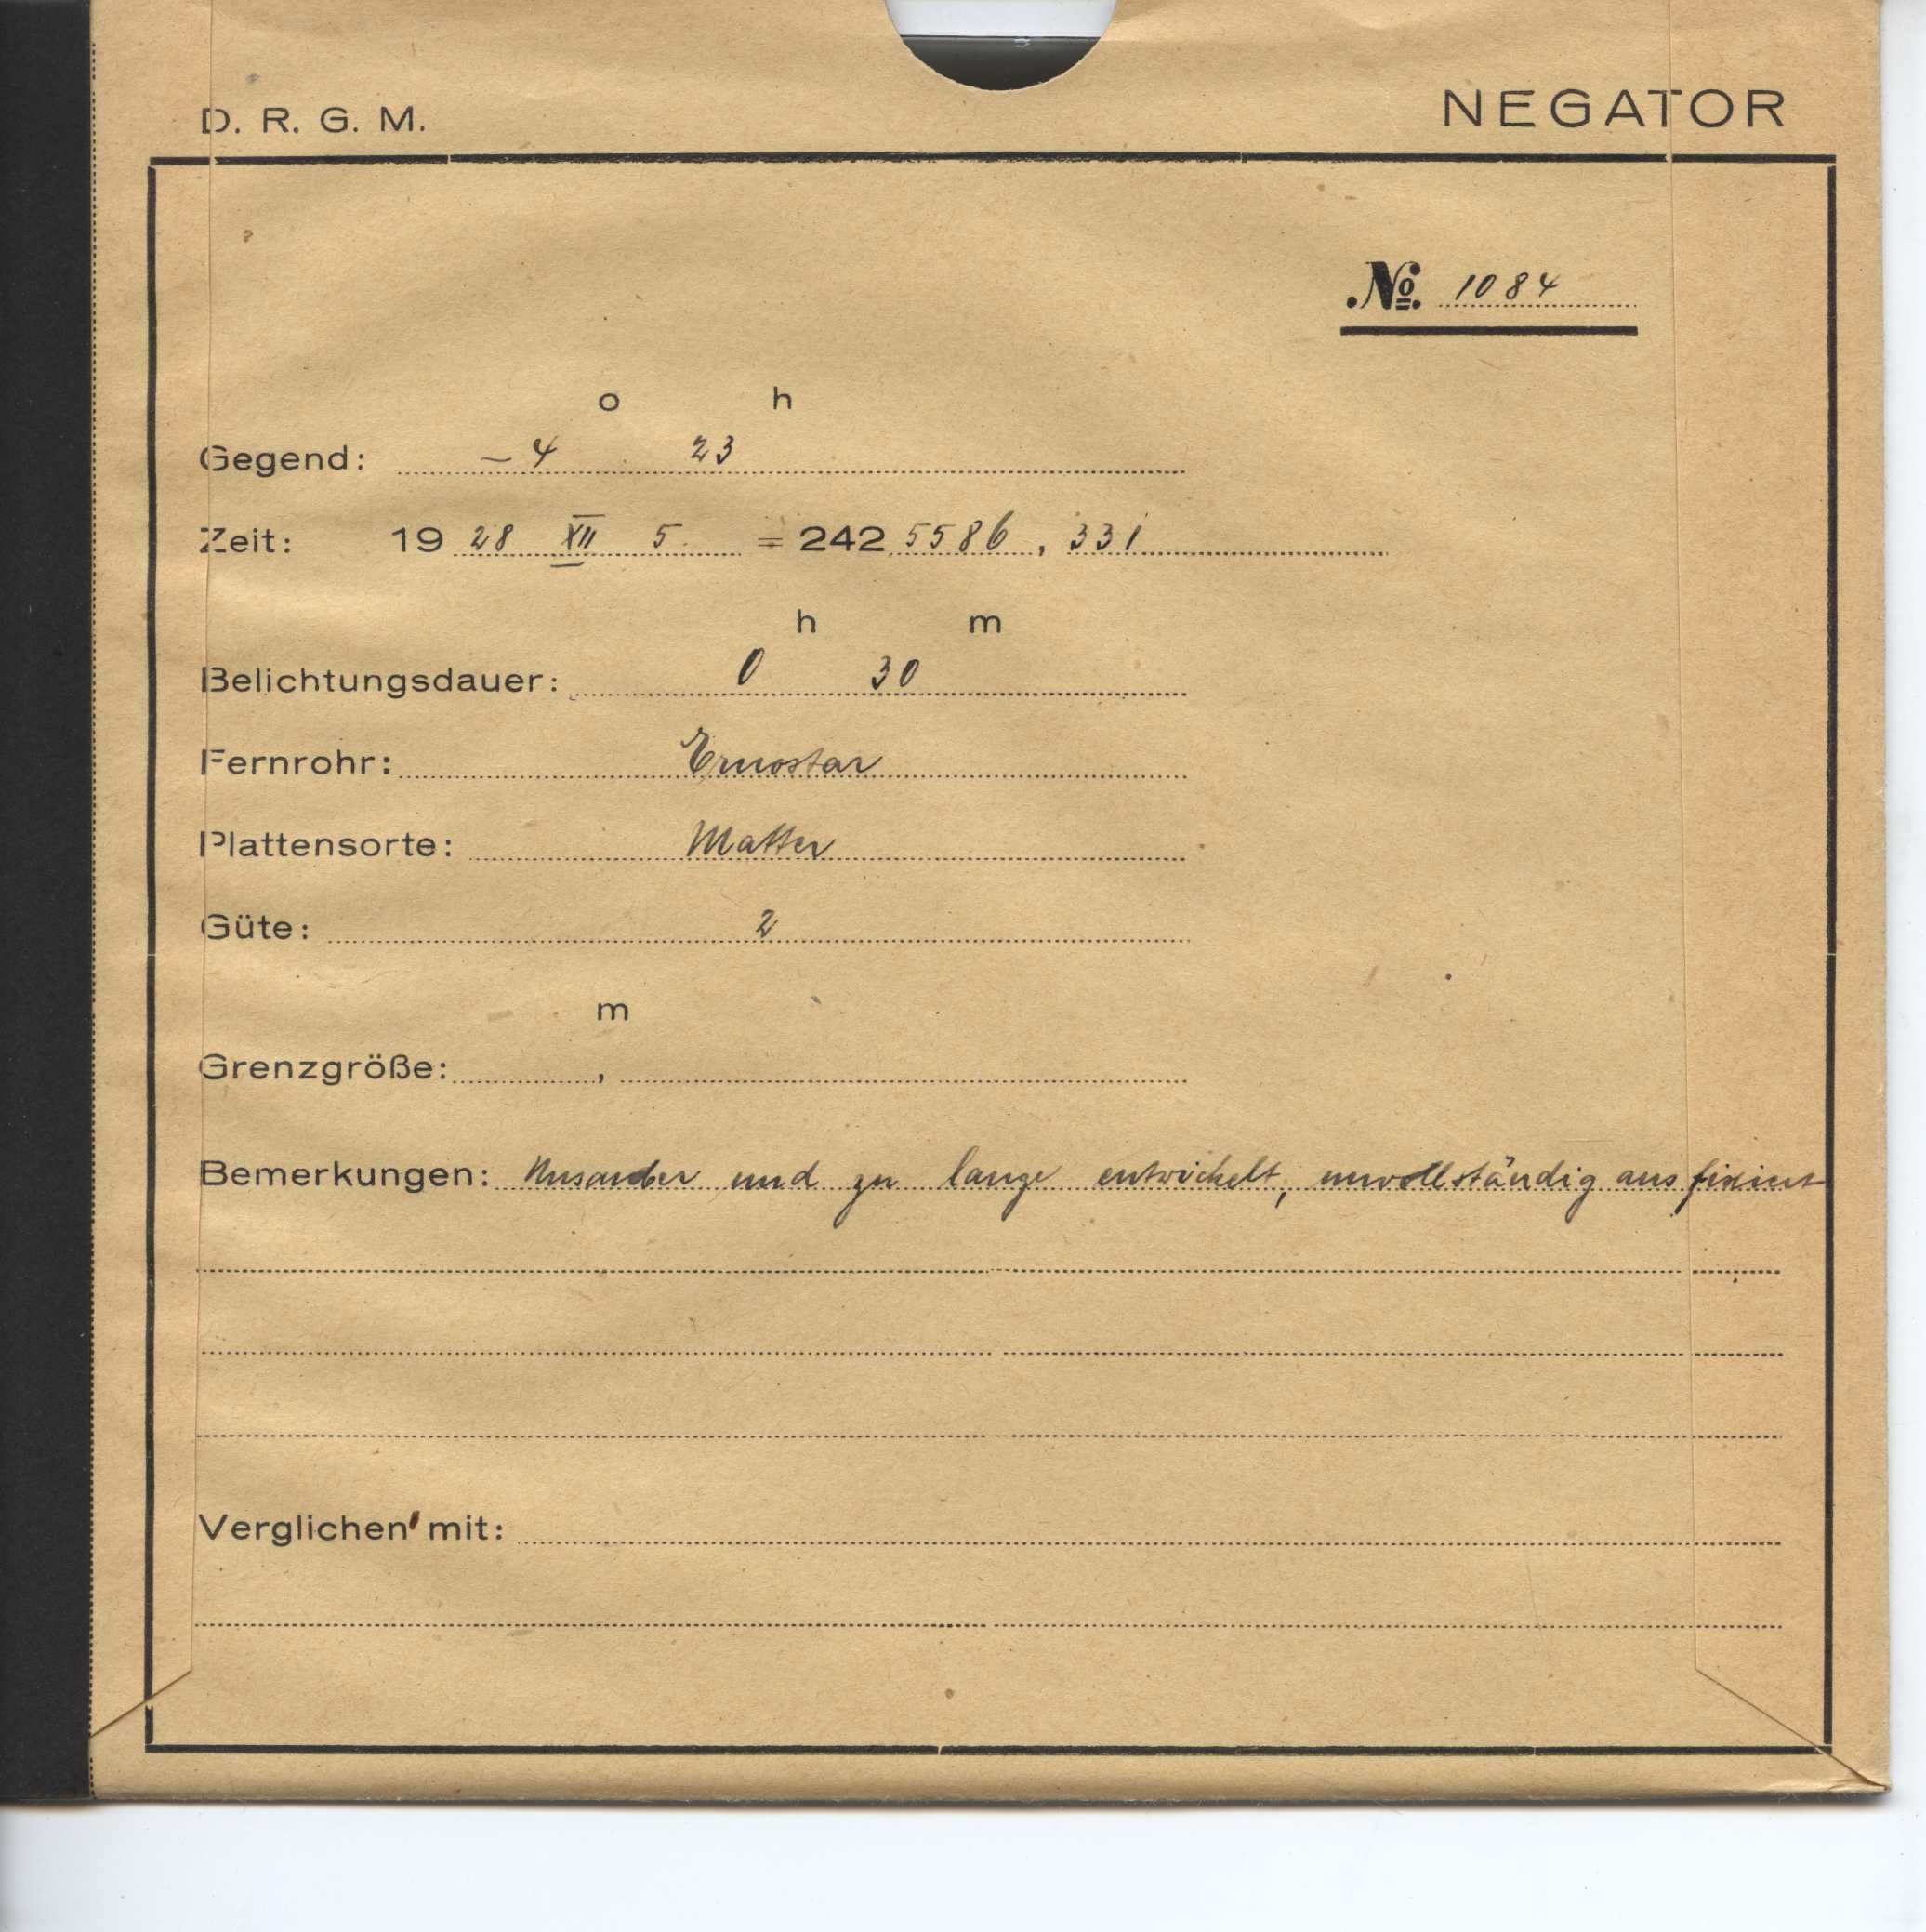 D. R. G. M. NEGATOR
№ 1084
o h
Gegend: – 4 23
Zeit: 19 28 XII 5. = 242 5586 , 331
h m
Belichtungsdauer: 0 30
Fernrohr: Ernostar
Plattensorte: Matter
Güte: 2
m
Grenzgröße: ,
Bemerkungen: Unsauber und zu lange entwickelt, unvollständig ausfixiert
Verglichen mit: